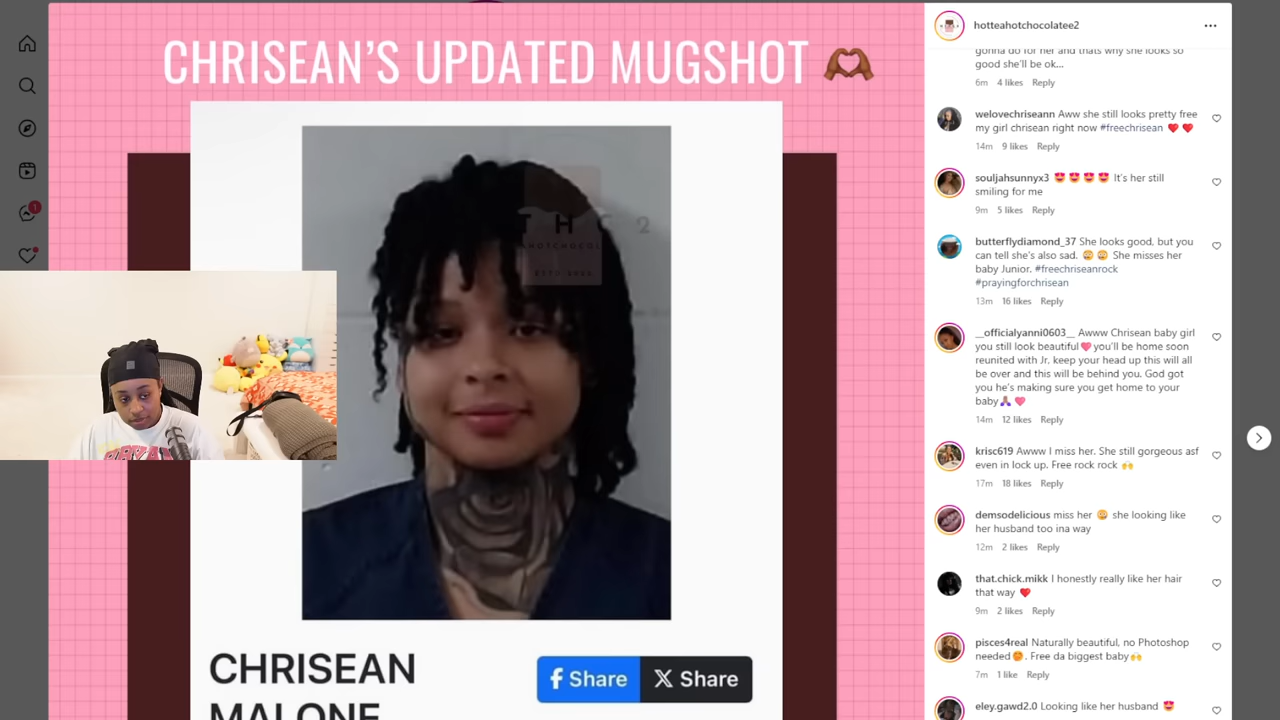 CHRISEAN'S UPDATED MUGSHOT
T H C 2
CHRISEAN
MALONE
Share
X Share
1
hotteahotchocolatee2
gonna do for her and thats why she looks so
good she'll be ok...
6m 4 likes Reply
welovechriseann Aww she still looks pretty free
my girl chrisean right now #freechrisean
14m 9 likes Reply
souljahsunnyx3 It's her still
smiling for me
9m 5 likes Reply
butterflydiamond_37 She looks good, but you
can tell she's also sad. She misses her
baby Junior. #freechriseanrock
#prayingforchrisean
13m 16 likes Reply
__officialyanni0603__ Awww Chrisean baby girl
you still look beautiful you'll be home soon
reunited with Jr. keep your head up this will all
be over and this will be behind you. God got
you he's making sure you get home to your
baby
14m 12 likes Reply
krisc619 Awww I miss her. She still gorgeous asf
even in lock up. Free rock rock
17m 18 likes Reply
demsodelicious miss her she looking like
her husband too ina way
12m 2 likes Reply
that.chick.mikk I honestly really like her hair
that way
9m 2 likes Reply
pisces4real Naturally beautiful, no Photoshop
needed. Free da biggest baby
7m 1 like Reply
eley.gawd2.0 Looking like her husband